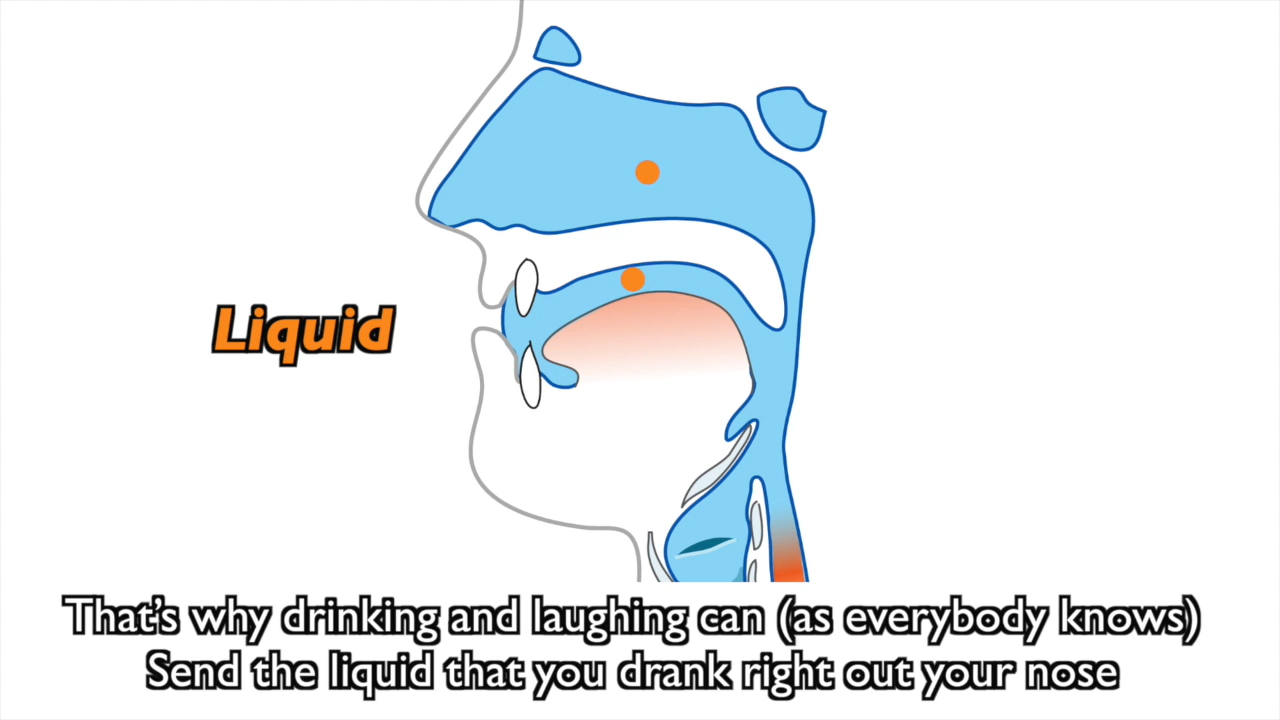 Liquid
That's why drinking and laughing can (as everybody knows)
Send the liquid that you drank right out your nose